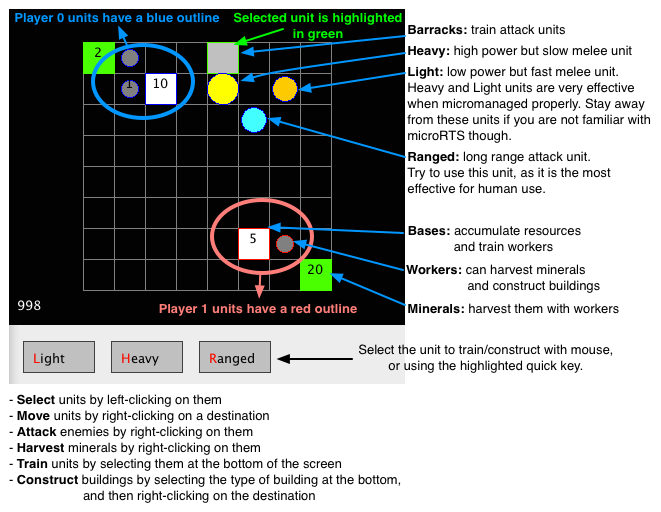 Player 0 units have a blue outline
Selected unit is highlighted
in green
Barracks: train attack units
Heavy: high power but slow melee unit
Light: low power but fast melee unit.
Heavy and Light units are very effective
when micromanaged properly. Stay away
from these units if you are not familiar with
microRTS though.
Ranged: long range attack unit.
Try to use this unit, as it is the most
effective for human use.
2
1
10
5
20
Bases: accumulate resources
and train workers
Workers: can harvest minerals
and construct buildings
Minerals: harvest them with workers
998
Player 1 units have a red outline
Light
Heavy
Ranged
Select the unit to train/construct with mouse,
or using the highlighted quick key.
- Select units by left-clicking on them
- Move units by right-clicking on a destination
- Attack enemies by right-clicking on them
- Harvest minerals by right-clicking on them
- Train units by selecting them at the bottom of the screen
- Construct buildings by selecting the type of building at the bottom,
and then right-clicking on the destination